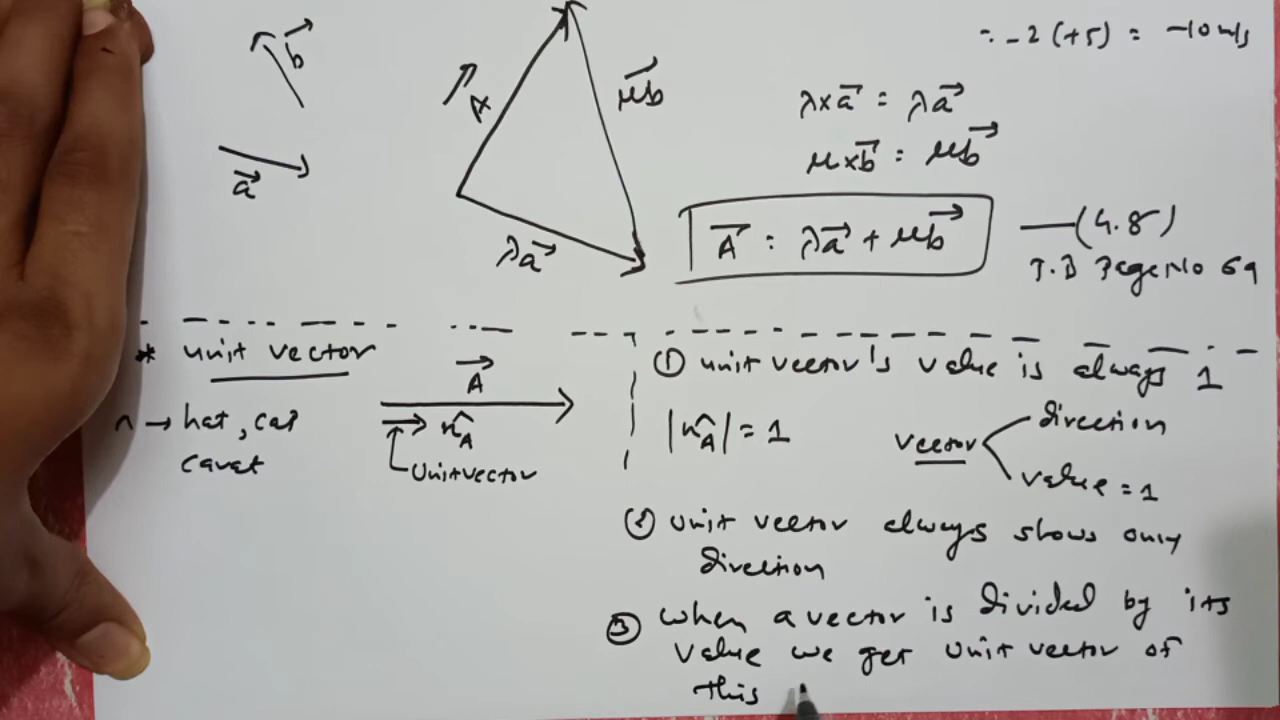 ∴ -2 (+5) = -10 m/s
b⃗
a⃗
A⃗
μb⃗
λa⃗
λ×a⃗ = λa⃗
μ×b⃗ = μb⃗
A⃗ = λa⃗ + μb⃗ —(4.8)
T.B Page No 69
* unit vector
^ → hat, cap
caret
A⃗
n̂_A
Unit vector
① unit vector's value is always 1
|n̂_A| = 1
vector
direction
value = 1
② unit vector always shows only
direction
③ when a vector is divided by its
value we get unit vector of
this